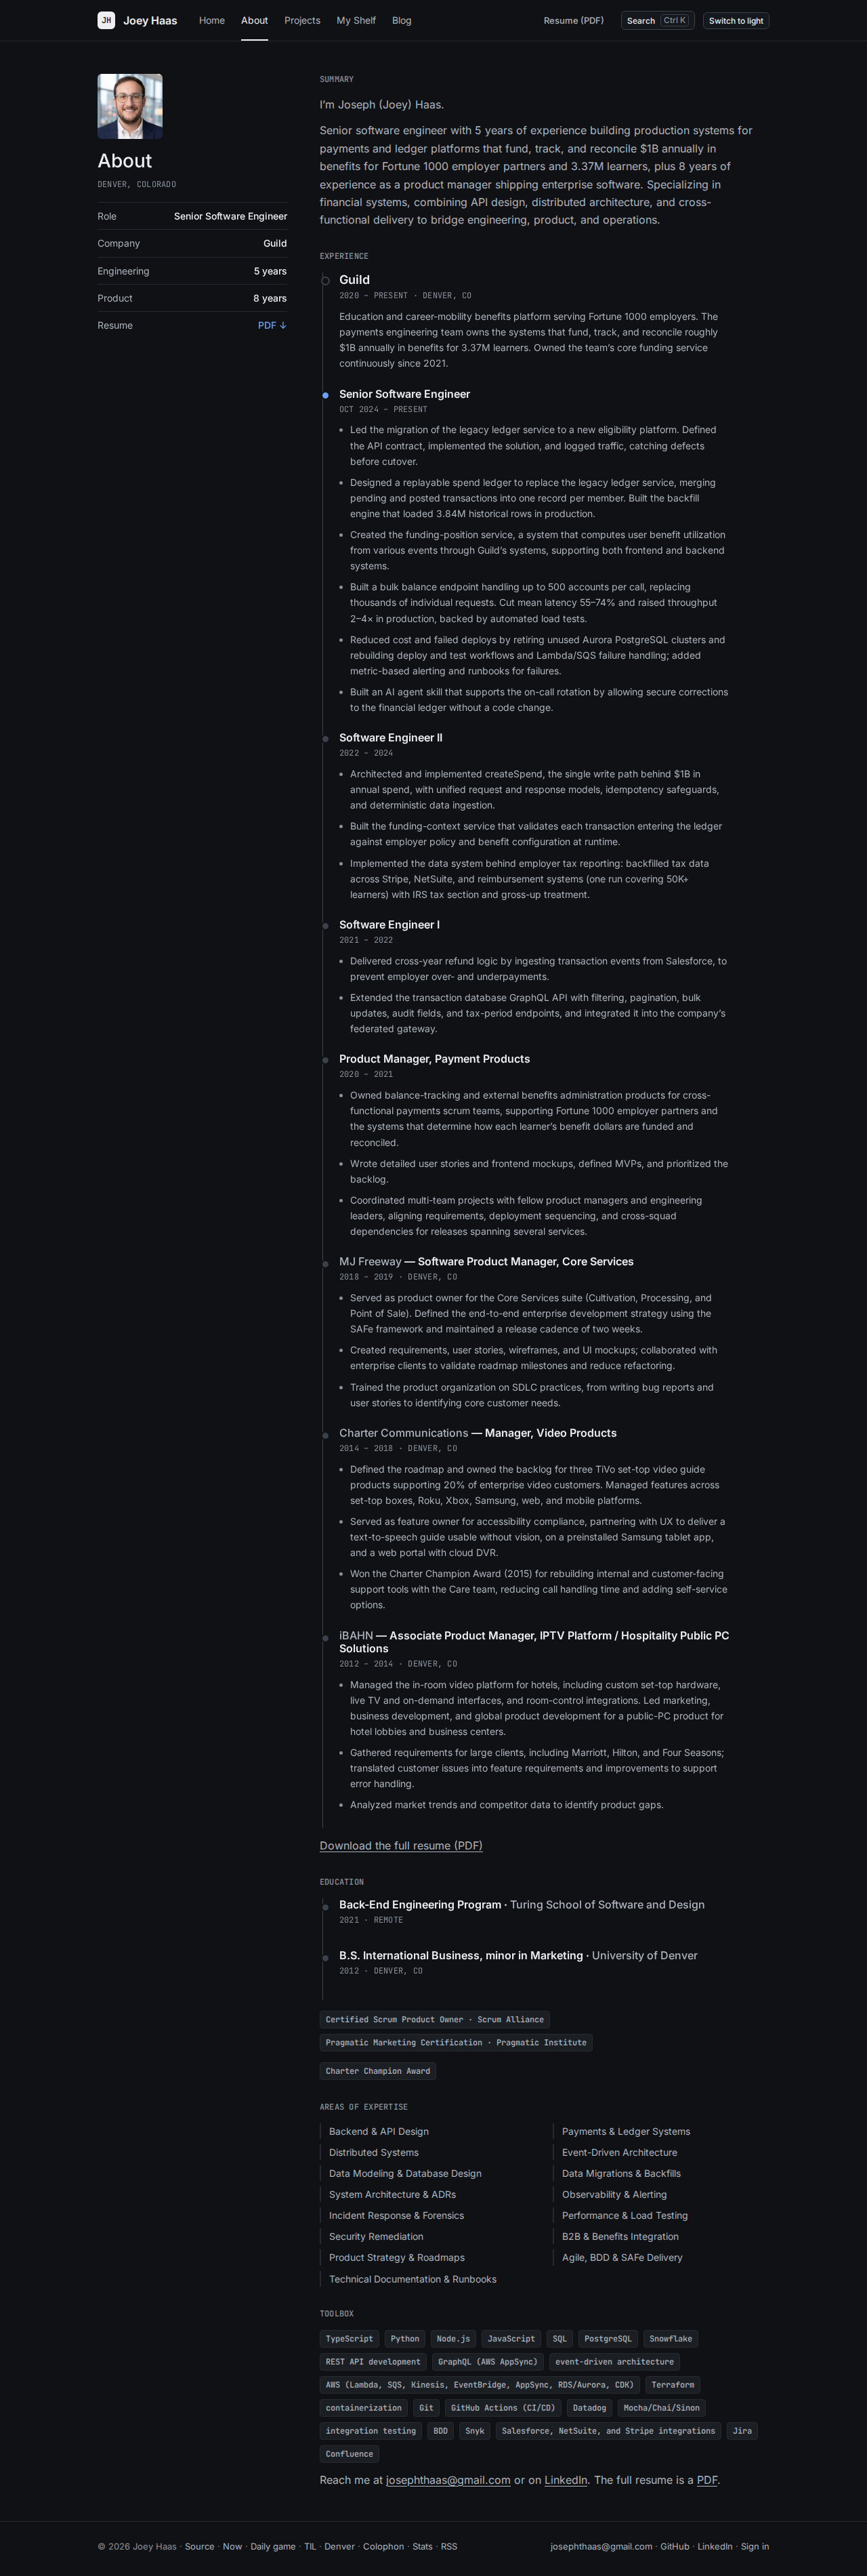 JH Joey Haas Home About Projects My Shelf Blog Resume (PDF) Search Ctrl K Switch to light
About
DENVER, COLORADO
Role Senior Software Engineer
Company Guild
Engineering 5 years
Product 8 years
Resume PDF ↓
SUMMARY
I’m Joseph (Joey) Haas.
Senior software engineer with 5 years of experience building production systems for
payments and ledger platforms that fund, track, and reconcile $1B annually in
benefits for Fortune 1000 employer partners and 3.37M learners, plus 8 years of
experience as a product manager shipping enterprise software. Specializing in
financial systems, combining API design, distributed architecture, and cross-
functional delivery to bridge engineering, product, and operations.
EXPERIENCE
Guild
2020 – PRESENT · DENVER, CO
Education and career-mobility benefits platform serving Fortune 1000 employers. The
payments engineering team owns the systems that fund, track, and reconcile roughly
$1B annually in benefits for 3.37M learners. Owned the team’s core funding service
continuously since 2021.
Senior Software Engineer
OCT 2024 – PRESENT
• Led the migration of the legacy ledger service to a new eligibility platform. Defined
the API contract, implemented the solution, and logged traffic, catching defects
before cutover.
• Designed a replayable spend ledger to replace the legacy ledger service, merging
pending and posted transactions into one record per member. Built the backfill
engine that loaded 3.84M historical rows in production.
• Created the funding-position service, a system that computes user benefit utilization
from various events through Guild’s systems, supporting both frontend and backend
systems.
• Built a bulk balance endpoint handling up to 500 accounts per call, replacing
thousands of individual requests. Cut mean latency 55–74% and raised throughput
2–4× in production, backed by automated load tests.
• Reduced cost and failed deploys by retiring unused Aurora PostgreSQL clusters and
rebuilding deploy and test workflows and Lambda/SQS failure handling; added
metric-based alerting and runbooks for failures.
• Built an AI agent skill that supports the on-call rotation by allowing secure corrections
to the financial ledger without a code change.
Software Engineer II
2022 – 2024
• Architected and implemented createSpend, the single write path behind $1B in
annual spend, with unified request and response models, idempotency safeguards,
and deterministic data ingestion.
• Built the funding-context service that validates each transaction entering the ledger
against employer policy and benefit configuration at runtime.
• Implemented the data system behind employer tax reporting: backfilled tax data
across Stripe, NetSuite, and reimbursement systems (one run covering 50K+
learners) with IRS tax section and gross-up treatment.
Software Engineer I
2021 – 2022
• Delivered cross-year refund logic by ingesting transaction events from Salesforce, to
prevent employer over- and underpayments.
• Extended the transaction database GraphQL API with filtering, pagination, bulk
updates, audit fields, and tax-period endpoints, and integrated it into the company’s
federated gateway.
Product Manager, Payment Products
2020 – 2021
• Owned balance-tracking and external benefits administration products for cross-
functional payments scrum teams, supporting Fortune 1000 employer partners and
the systems that determine how each learner’s benefit dollars are funded and
reconciled.
• Wrote detailed user stories and frontend mockups, defined MVPs, and prioritized the
backlog.
• Coordinated multi-team projects with fellow product managers and engineering
leaders, aligning requirements, deployment sequencing, and cross-squad
dependencies for releases spanning several services.
MJ Freeway — Software Product Manager, Core Services
2018 – 2019 · DENVER, CO
• Served as product owner for the Core Services suite (Cultivation, Processing, and
Point of Sale). Defined the end-to-end enterprise development strategy using the
SAFe framework and maintained a release cadence of two weeks.
• Created requirements, user stories, wireframes, and UI mockups; collaborated with
enterprise clients to validate roadmap milestones and reduce refactoring.
• Trained the product organization on SDLC practices, from writing bug reports and
user stories to identifying core customer needs.
Charter Communications — Manager, Video Products
2014 – 2018 · DENVER, CO
• Defined the roadmap and owned the backlog for three TiVo set-top video guide
products supporting 20% of enterprise video customers. Managed features across
set-top boxes, Roku, Xbox, Samsung, web, and mobile platforms.
• Served as feature owner for accessibility compliance, partnering with UX to deliver a
text-to-speech guide usable without vision, on a preinstalled Samsung tablet app,
and a web portal with cloud DVR.
• Won the Charter Champion Award (2015) for rebuilding internal and customer-facing
support tools with the Care team, reducing call handling time and adding self-service
options.
iBAHN — Associate Product Manager, IPTV Platform / Hospitality Public PC
Solutions
2012 – 2014 · DENVER, CO
• Managed the in-room video platform for hotels, including custom set-top hardware,
live TV and on-demand interfaces, and room-control integrations. Led marketing,
business development, and global product development for a public-PC product for
hotel lobbies and business centers.
• Gathered requirements for large clients, including Marriott, Hilton, and Four Seasons;
translated customer issues into feature requirements and improvements to support
error handling.
• Analyzed market trends and competitor data to identify product gaps.
Download the full resume (PDF)
EDUCATION
Back-End Engineering Program · Turing School of Software and Design
2021 · REMOTE
B.S. International Business, minor in Marketing · University of Denver
2012 · DENVER, CO
Certified Scrum Product Owner · Scrum Alliance
Pragmatic Marketing Certification · Pragmatic Institute
Charter Champion Award
AREAS OF EXPERTISE
Backend & API Design Payments & Ledger Systems
Distributed Systems Event-Driven Architecture
Data Modeling & Database Design Data Migrations & Backfills
System Architecture & ADRs Observability & Alerting
Incident Response & Forensics Performance & Load Testing
Security Remediation B2B & Benefits Integration
Product Strategy & Roadmaps Agile, BDD & SAFe Delivery
Technical Documentation & Runbooks
TOOLBOX
TypeScript Python Node.js JavaScript SQL PostgreSQL Snowflake
REST API development GraphQL (AWS AppSync) event-driven architecture
AWS (Lambda, SQS, Kinesis, EventBridge, AppSync, RDS/Aurora, CDK) Terraform
containerization Git GitHub Actions (CI/CD) Datadog Mocha/Chai/Sinon
integration testing BDD Snyk Salesforce, NetSuite, and Stripe integrations Jira
Confluence
Reach me at josephthaas@gmail.com or on LinkedIn. The full resume is a PDF.
© 2026 Joey Haas · Source · Now · Daily game · TIL · Denver · Colophon · Stats · RSS josephthaas@gmail.com · GitHub · LinkedIn · Sign in